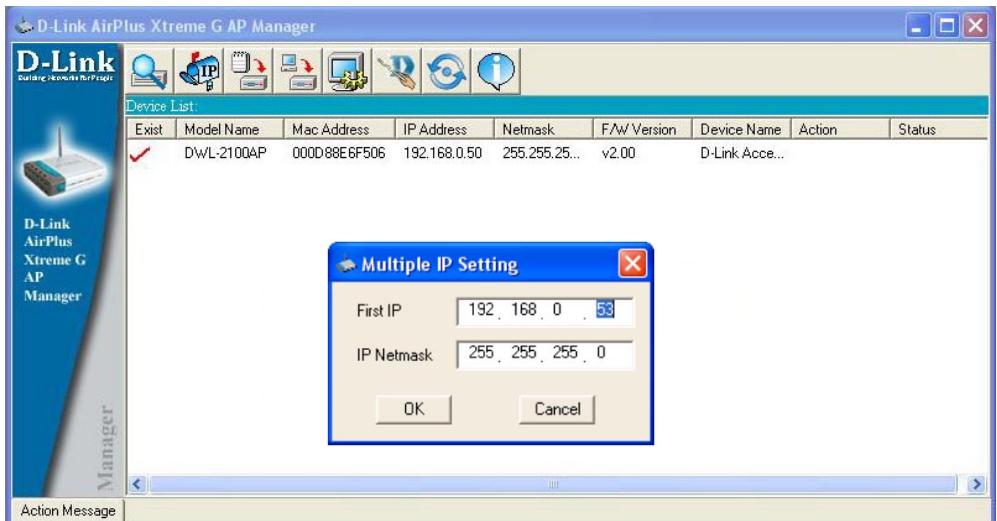 D-Link AirPlus Xtreme G AP Manager
D-Link
Building Networks for People
IP
Device List:
Exist Model Name Mac Address IP Address Netmask F/W Version Device Name Action Status
DWL-2100AP 000D88E6F506 192.168.0.50 255.255.25... v2.00 D-Link Acce...
D-Link
AirPlus
Xtreme G
AP
Manager
Manager
Multiple IP Setting
First IP 192 . 168 . 0 . 53
IP Netmask 255 . 255 . 255 . 0
OK Cancel
Action Message